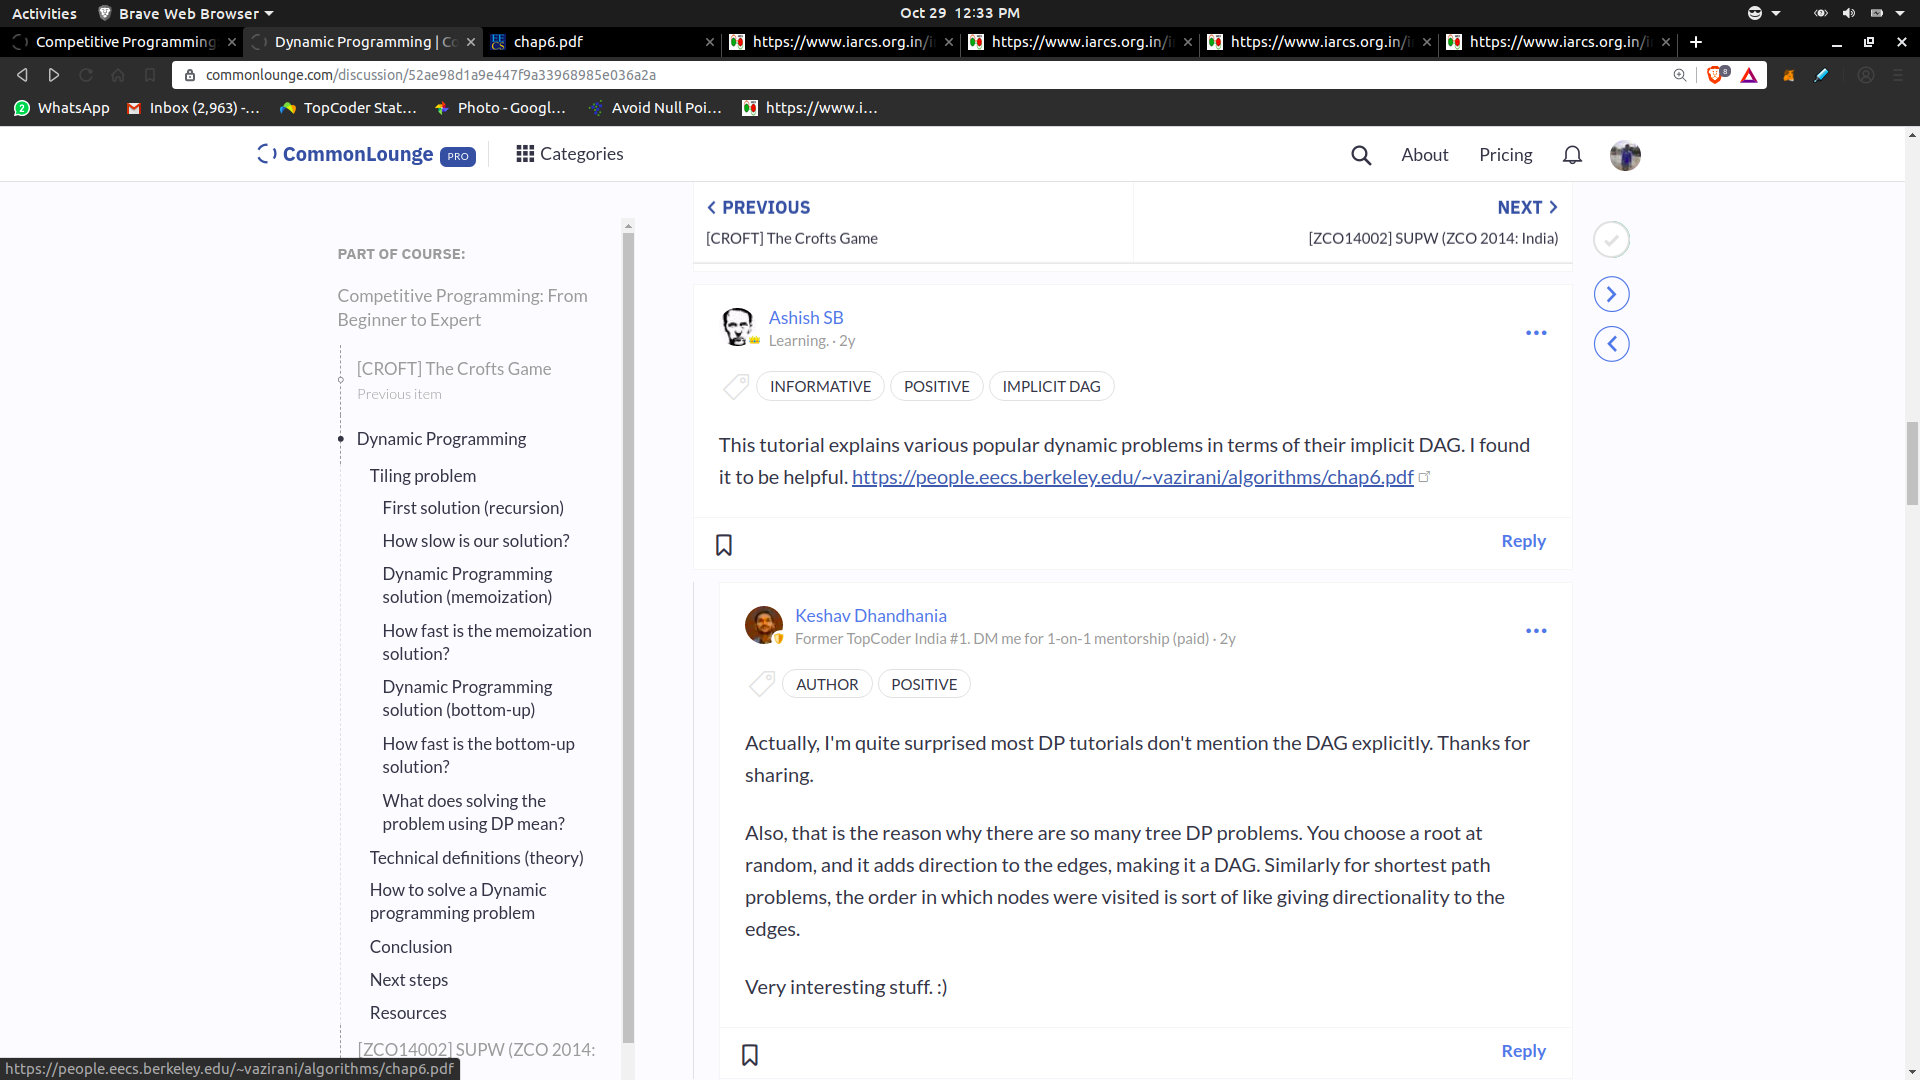 Activities
Brave Web Browser
Oct 29 12:33 PM
Competitive Programming
Dynamic Programming | Co
chap6.pdf
https://www.iarcs.org.in/i
https://www.iarcs.org.in/i
https://www.iarcs.org.in/i
https://www.iarcs.org.in/i
commonlounge.com/discussion/52ae98d1a9e447f9a33968985e036a2a
8
2
WhatsApp
Inbox (2,963) -...
TopCoder Stat...
Photo - Googl...
Avoid Null Poi...
https://www.i...
CommonLounge PRO
Categories
About
Pricing
PREVIOUS
[CROFT] The Crofts Game
NEXT
[ZCO14002] SUPW (ZCO 2014: India)
PART OF COURSE:
Competitive Programming: From
Beginner to Expert
[CROFT] The Crofts Game
Previous item
Dynamic Programming
Tiling problem
First solution (recursion)
How slow is our solution?
Dynamic Programming
solution (memoization)
How fast is the memoization
solution?
Dynamic Programming
solution (bottom-up)
How fast is the bottom-up
solution?
What does solving the
problem using DP mean?
Technical definitions (theory)
How to solve a Dynamic
programming problem
Conclusion
Next steps
Resources
[ZCO14002] SUPW (ZCO 2014:
Ashish SB
Learning. · 2y
INFORMATIVE
POSITIVE
IMPLICIT DAG
This tutorial explains various popular dynamic problems in terms of their implicit DAG. I found
it to be helpful. https://people.eecs.berkeley.edu/~vazirani/algorithms/chap6.pdf
Reply
Keshav Dhandhania
Former TopCoder India #1. DM me for 1-on-1 mentorship (paid) · 2y
AUTHOR
POSITIVE
Actually, I'm quite surprised most DP tutorials don't mention the DAG explicitly. Thanks for
sharing.
Also, that is the reason why there are so many tree DP problems. You choose a root at
random, and it adds direction to the edges, making it a DAG. Similarly for shortest path
problems, the order in which nodes were visited is sort of like giving directionality to the
edges.
Very interesting stuff. :)
Reply
https://people.eecs.berkeley.edu/~vazirani/algorithms/chap6.pdf